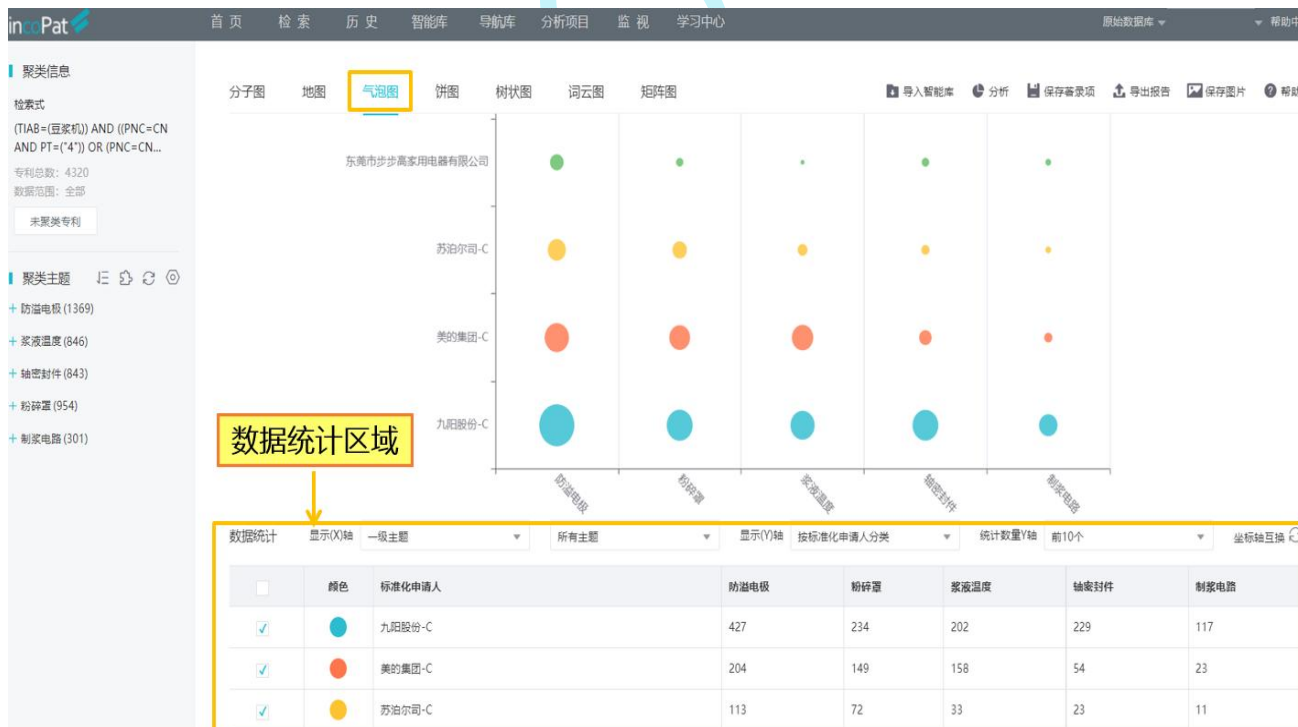 incoPat
首 页 检 索 历 史 智能库 导航库 分析项目 监 视 学习中心 原始数据库 帮助中
聚类信息
检索式
(TIAB=(豆浆机)) AND ((PNC=CN
AND PT=("4")) OR (PNC=CN...
专利总数：4320
数据范围：全部
未聚类专利
聚类主题
+ 防溢电极 (1369)
+ 浆液温度 (846)
+ 轴密封件 (843)
+ 粉碎罩 (954)
+ 制浆电路 (301)
分子图 地图 气泡图 饼图 树状图 词云图 矩阵图
导入智能库 分析 保存著录项 导出报告 保存图片 帮助
东莞市步步高家用电器有限公司
苏泊尔司-C
美的集团-C
九阳股份-C
防溢电极 粉碎罩 浆液温度 轴密封件 制浆电路
数据统计区域
数据统计 显示(X)轴 一级主题 所有主题 显示(Y)轴 按标准化申请人分类 统计数量Y轴 前10个 坐标轴互换
颜色 标准化申请人 防溢电极 粉碎罩 浆液温度 轴密封件 制浆电路
九阳股份-C 427 234 202 229 117
美的集团-C 204 149 158 54 23
苏泊尔司-C 113 72 33 23 11